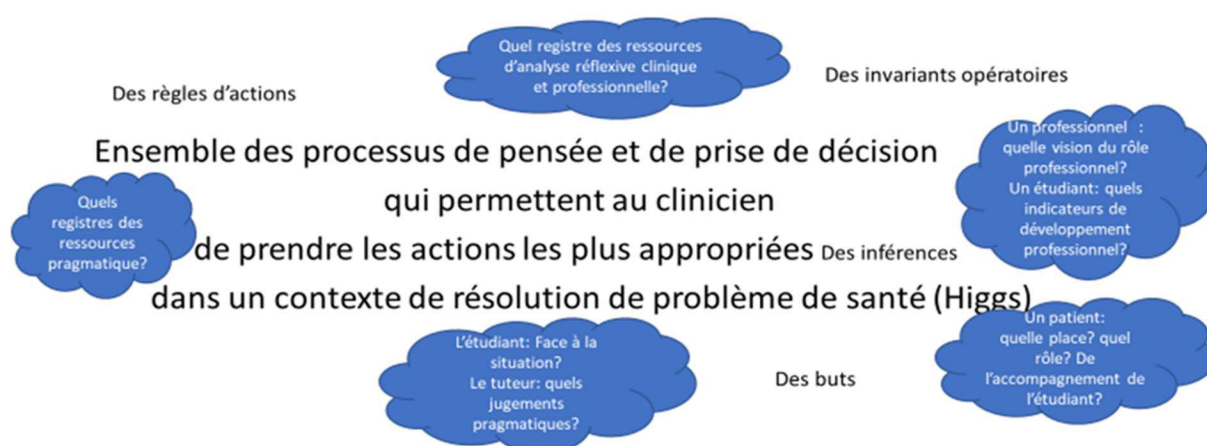 Quel registre des ressources
d'analyse réflexive clinique
et professionnelle?
Des invariants opératoires
Des règles d'actions
Ensemble des processus de pensée et de prise de décision
qui permettent au clinicien
de prendre les actions les plus appropriées Des inférences
dans un contexte de résolution de problème de santé (Higgs)
Un professionnel :
quelle vision du rôle
professionnel?
Un étudiant: quels
indicateurs de
développement
professionnel?
Quels
registres des
ressources
pragmatique?
L'étudiant: Face à la
situation?
Le tuteur: quels
jugements
pragmatiques?
Des buts
Un patient:
quelle place? quel
rôle? De
l'accompagnement de
l'étudiant?